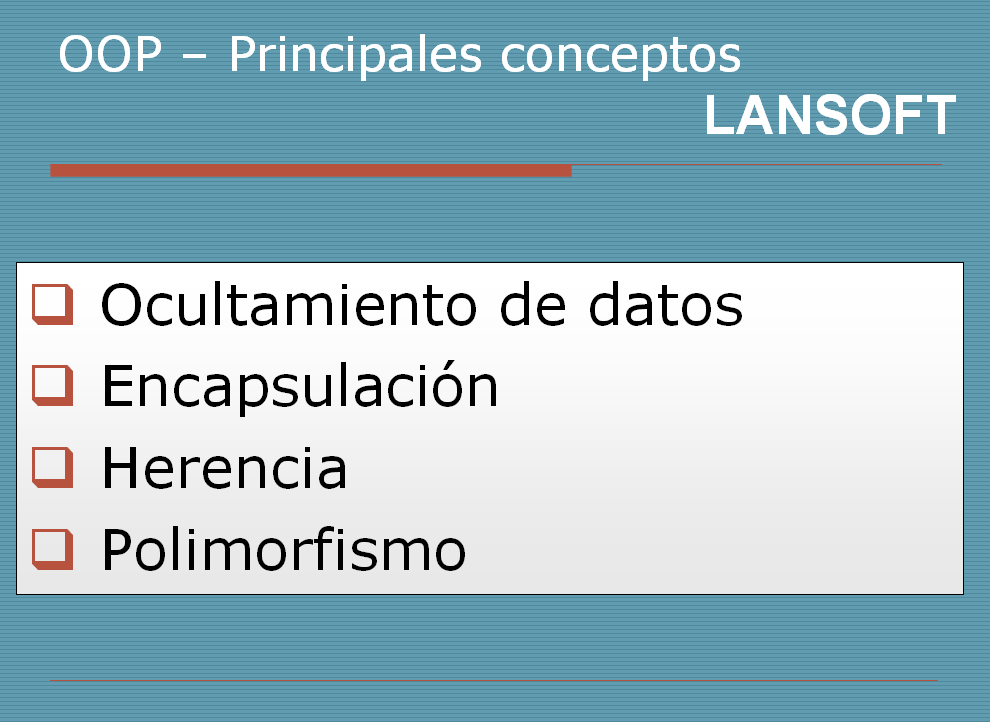 OOP – Principales conceptos
LANSOFT
Ocultamiento de datos
Encapsulación
Herencia
Polimorfismo